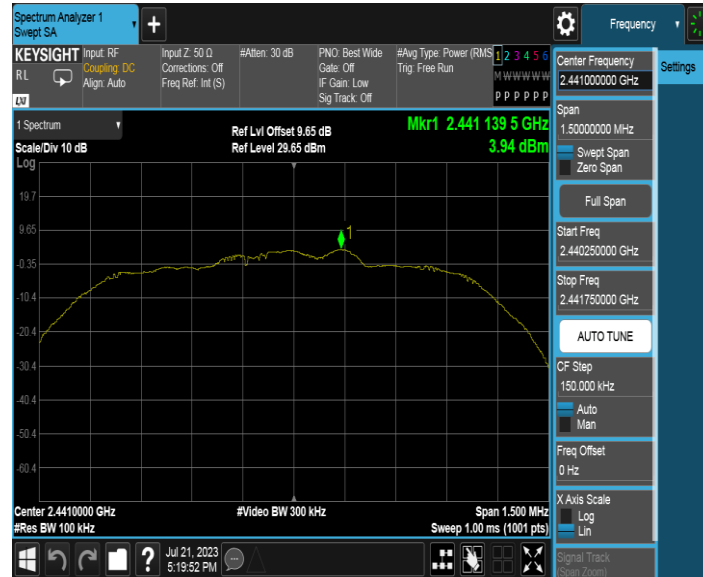 Spectrum Analyzer 1
Swept SA
+
Frequency
KEYSIGHT
RL
LXI
Input: RF
Coupling: DC
Align: Auto
Input Z: 50 Ω
Corrections: Off
Freq Ref: Int (S)
#Atten: 30 dB
PNO: Best Wide
Gate: Off
IF Gain: Low
Sig Track: Off
#Avg Type: Power (RMS
Trig: Free Run
1 2 3 4 5 6
M W W W W W
P P P P P P
1 Spectrum
Scale/Div 10 dB
Log
Ref Lvl Offset 9.65 dB
Ref Level 29.65 dBm
Mkr1 2.441 139 5 GHz
3.94 dBm
1
19.7
9.65
-0.35
-10.4
-20.4
-30.4
-40.4
-50.4
-60.4
Center 2.4410000 GHz
#Res BW 100 kHz
#Video BW 300 kHz
Span 1.500 MHz
Sweep 1.00 ms (1001 pts)
Jul 21, 2023
5:19:52 PM
?
Center Frequency
2.441000000 GHz
Settings
Span
1.50000000 MHz
Swept Span
Zero Span
Full Span
Start Freq
2.440250000 GHz
Stop Freq
2.441750000 GHz
AUTO TUNE
CF Step
150.000 kHz
Auto
Man
Freq Offset
0 Hz
X Axis Scale
Log
Lin
Signal Track
(Span Zoom)